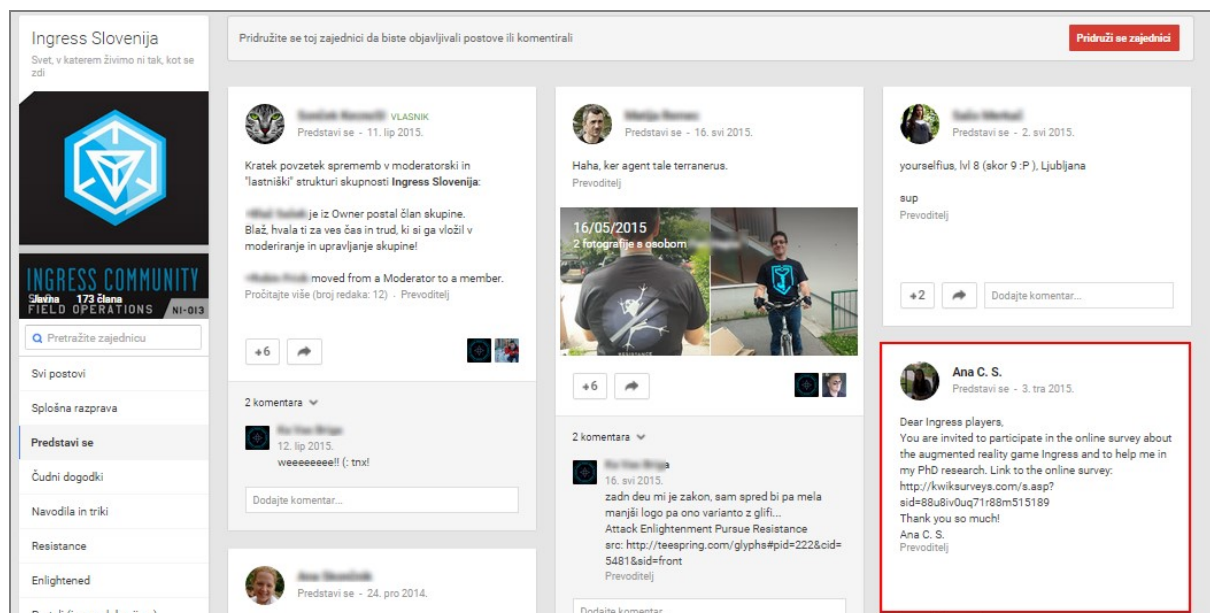 Ingress Slovenija
Svet, v katerem živimo ni tak, kot se
zdi
INGRESS COMMUNITY
173 člana
FIELD OPERATIONS
NI-013
Pretražite zajednicu
Svi postovi
Splošna razprava
Predstavi se
Čudni dogodki
Navodila in triki
Resistance
Enlightened
Pridružite se toj zajednici da biste objavljivali postove ili komentirali
Pridruži se zajednici
VLASNIK
Predstavi se - 11. lip 2015.
Kratek povzetek sprememb v moderatorski in
"lastniški" strukturi skupnosti Ingress Slovenija:
je iz Owner postal član skupine.
Blaž, hvala ti za ves čas in trud, ki si ga vložil v
moderiranje in upravljanje skupine!
moved from a Moderator to a member.
Pročitajte više (broj redaka: 12) - Prevoditelj
+6
2 komentara
12. lip 2015.
weeeeeeee!! (: tnx!
Dodajte komentar...
Predstavi se - 24. pro 2014.
Predstavi se - 16. svi 2015.
Haha, ker agent tale terranerus.
Prevoditelj
16/05/2015
2 fotografije s osobom
RESISTANCE
+6
2 komentara
16. svi 2015.
zadn deu mi je zakon, sam spred bi pa mela
manjši logo pa ono varianto z glifi...
Attack Enlightenment Pursue Resistance
src: http://teespring.com/glyphs#pid=222&cid=
5481&sid=front
Prevoditelj
Dodajte komentar...
Predstavi se - 2. svi 2015.
yourselfius, lvl 8 (skor 9 :P ), Ljubljana
sup
Prevoditelj
+2
Dodajte komentar...
Ana C. S.
Predstavi se - 3. tra 2015.
Dear Ingress players,
You are invited to participate in the online survey about
the augmented reality game Ingress and to help me in
my PhD research. Link to the online survey:
http://kwiksurveys.com/s.asp?
sid=88u8iv0uq71r88m515189
Thank you so much!
Ana C. S.
Prevoditelj